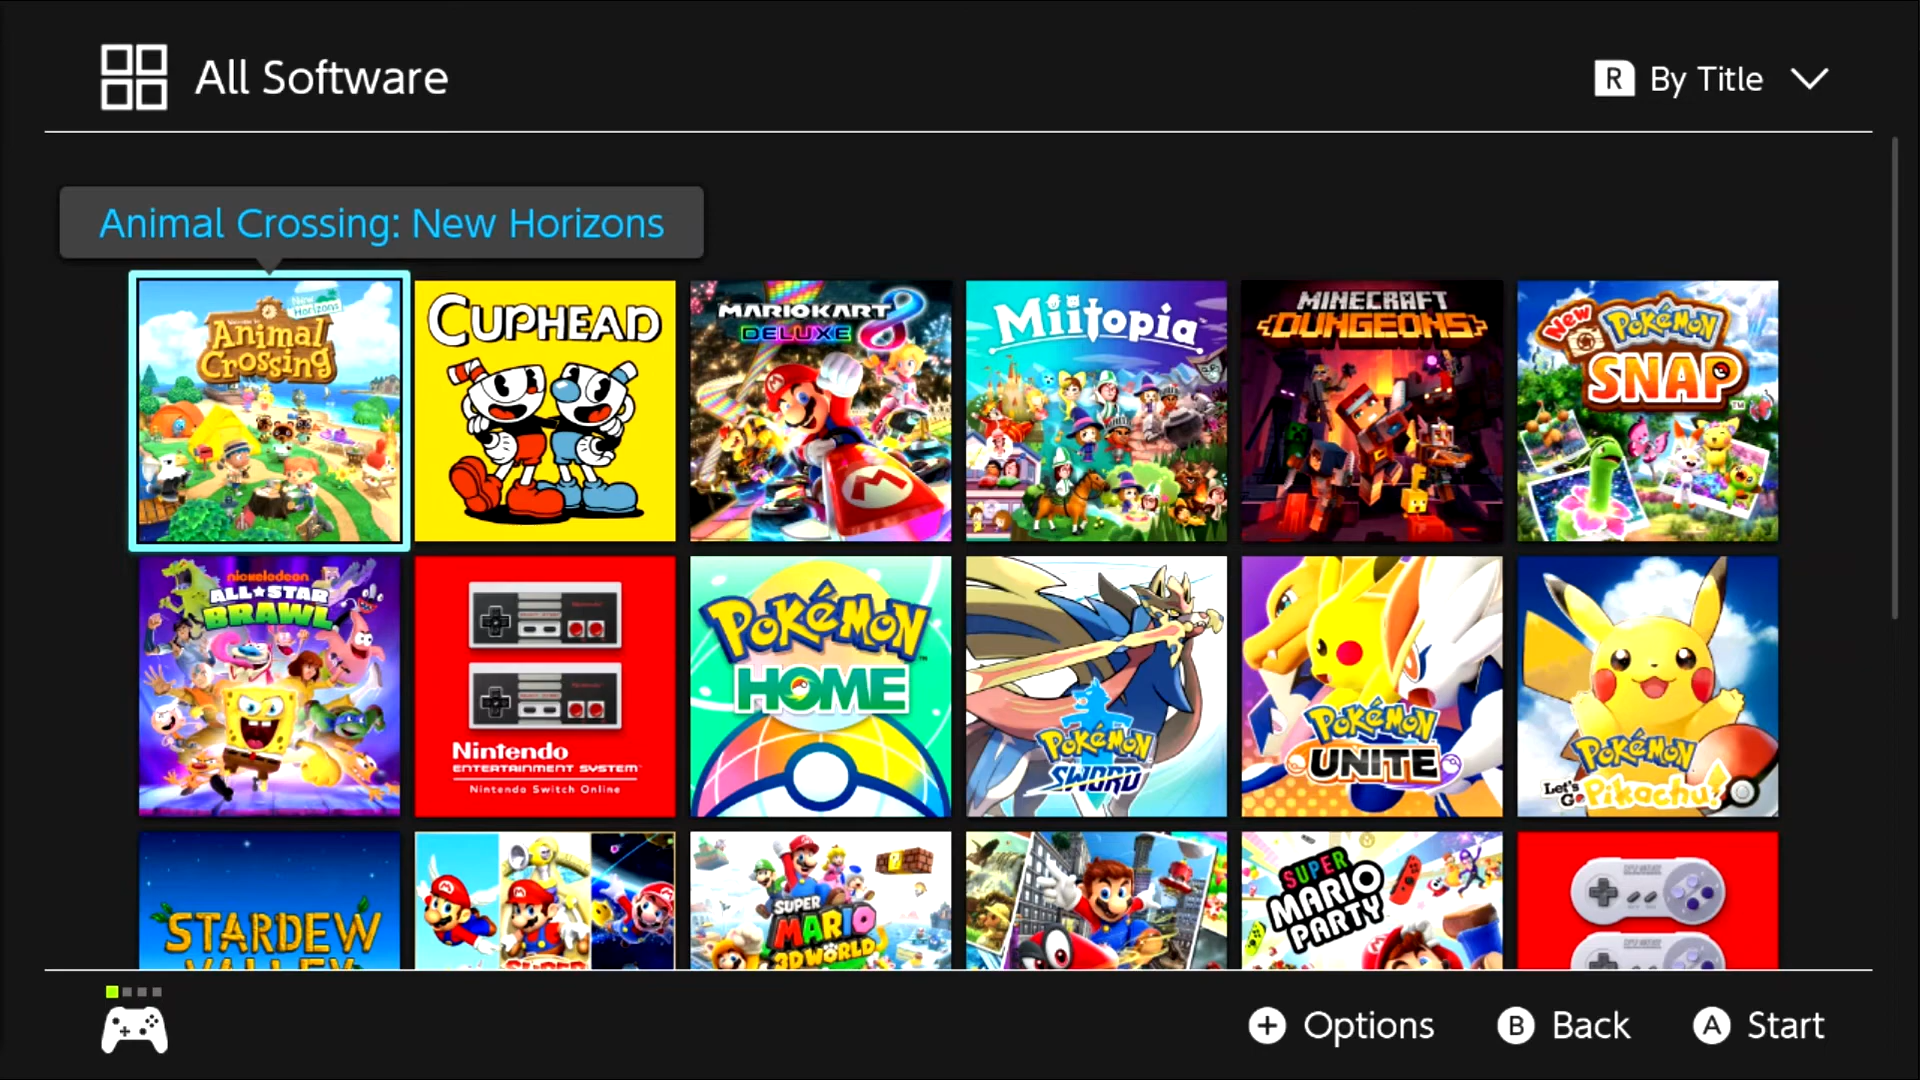 All Software
R By Title
Animal Crossing: New Horizons
New Horizons
Animal
Crossing
CUPHEAD
MARIOKART 8
DELUXE
Miitopia
MINECRAFT
DUNGEONS
New POKéMON
SNAP
nickelodeon
ALL★STAR
BRAWL
Nintendo
ENTERTAINMENT SYSTEM
Nintendo Switch Online
POKéMON
HOME
POKéMON
SWORD
POKéMON
UNITE
POKéMON
Let's Go Pikachu!
STARDEW
VALLEY
SUPER
SUPER
MARIO
3D WORLD
SUPER
MARIO
PARTY
+ Options
B Back
A Start